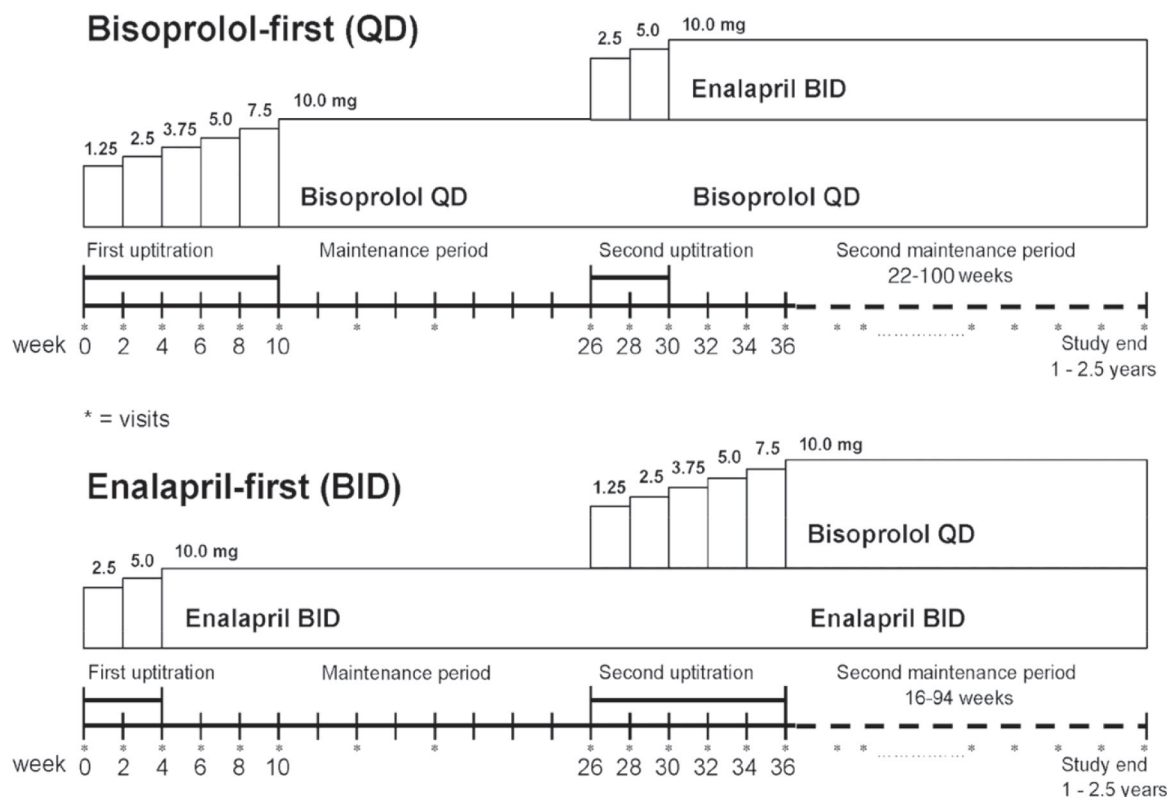 Bisoprolol-first (QD)
2.5
5.0
10.0 mg
Enalapril BID
1.25
2.5
3.75
5.0
7.5
10.0 mg
Bisoprolol QD
Bisoprolol QD
First uptitration
Maintenance period
Second uptitration
Second maintenance period
22-100 weeks
* * * * * * * * * * * * * * * * * * * * *
week 0 2 4 6 8 10 26 28 30 32 34 36
Study end
1 - 2.5 years
* = visits
Enalapril-first (BID)
1.25
2.5
3.75
5.0
7.5
10.0 mg
Bisoprolol QD
2.5
5.0
10.0 mg
Enalapril BID
Enalapril BID
First uptitration
Maintenance period
Second uptitration
Second maintenance period
16-94 weeks
* * * * * * * * * * * * * * * * * * * * *
week 0 2 4 6 8 10 26 28 30 32 34 36
Study end
1 - 2.5 years